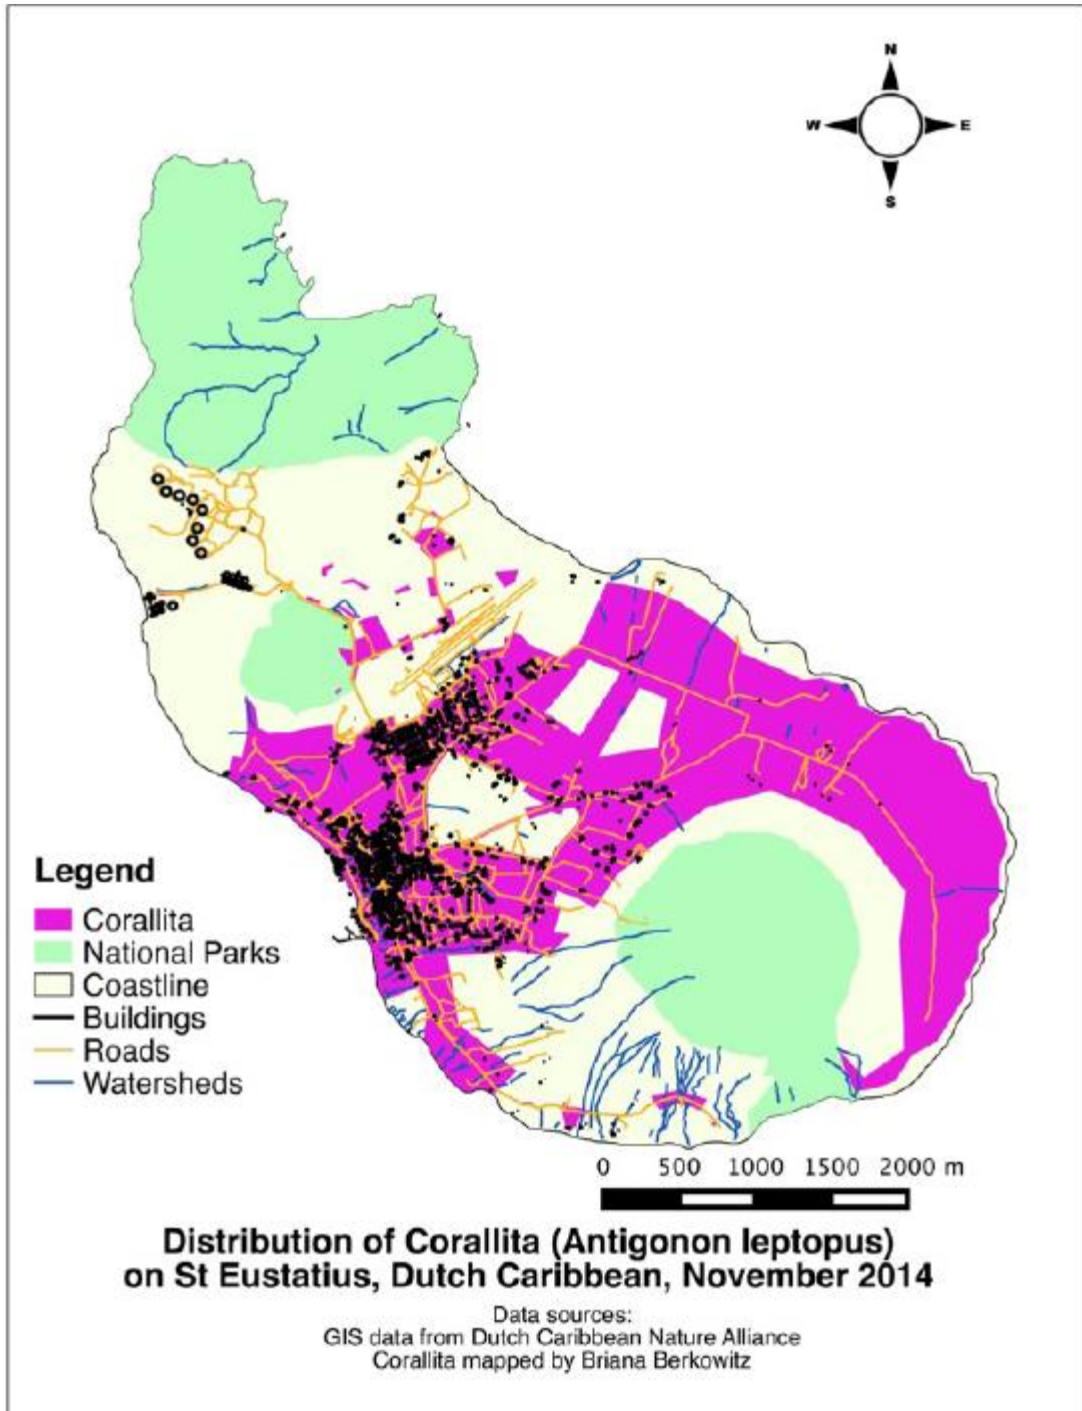 N
W E
S
Legend
Corallita
National Parks
Coastline
Buildings
Roads
Watersheds
0 500 1000 1500 2000 m
Distribution of Corallita (Antigonon leptopus)
on St Eustatius, Dutch Caribbean, November 2014
Data sources:
GIS data from Dutch Caribbean Nature Alliance
Corallita mapped by Briana Berkowitz